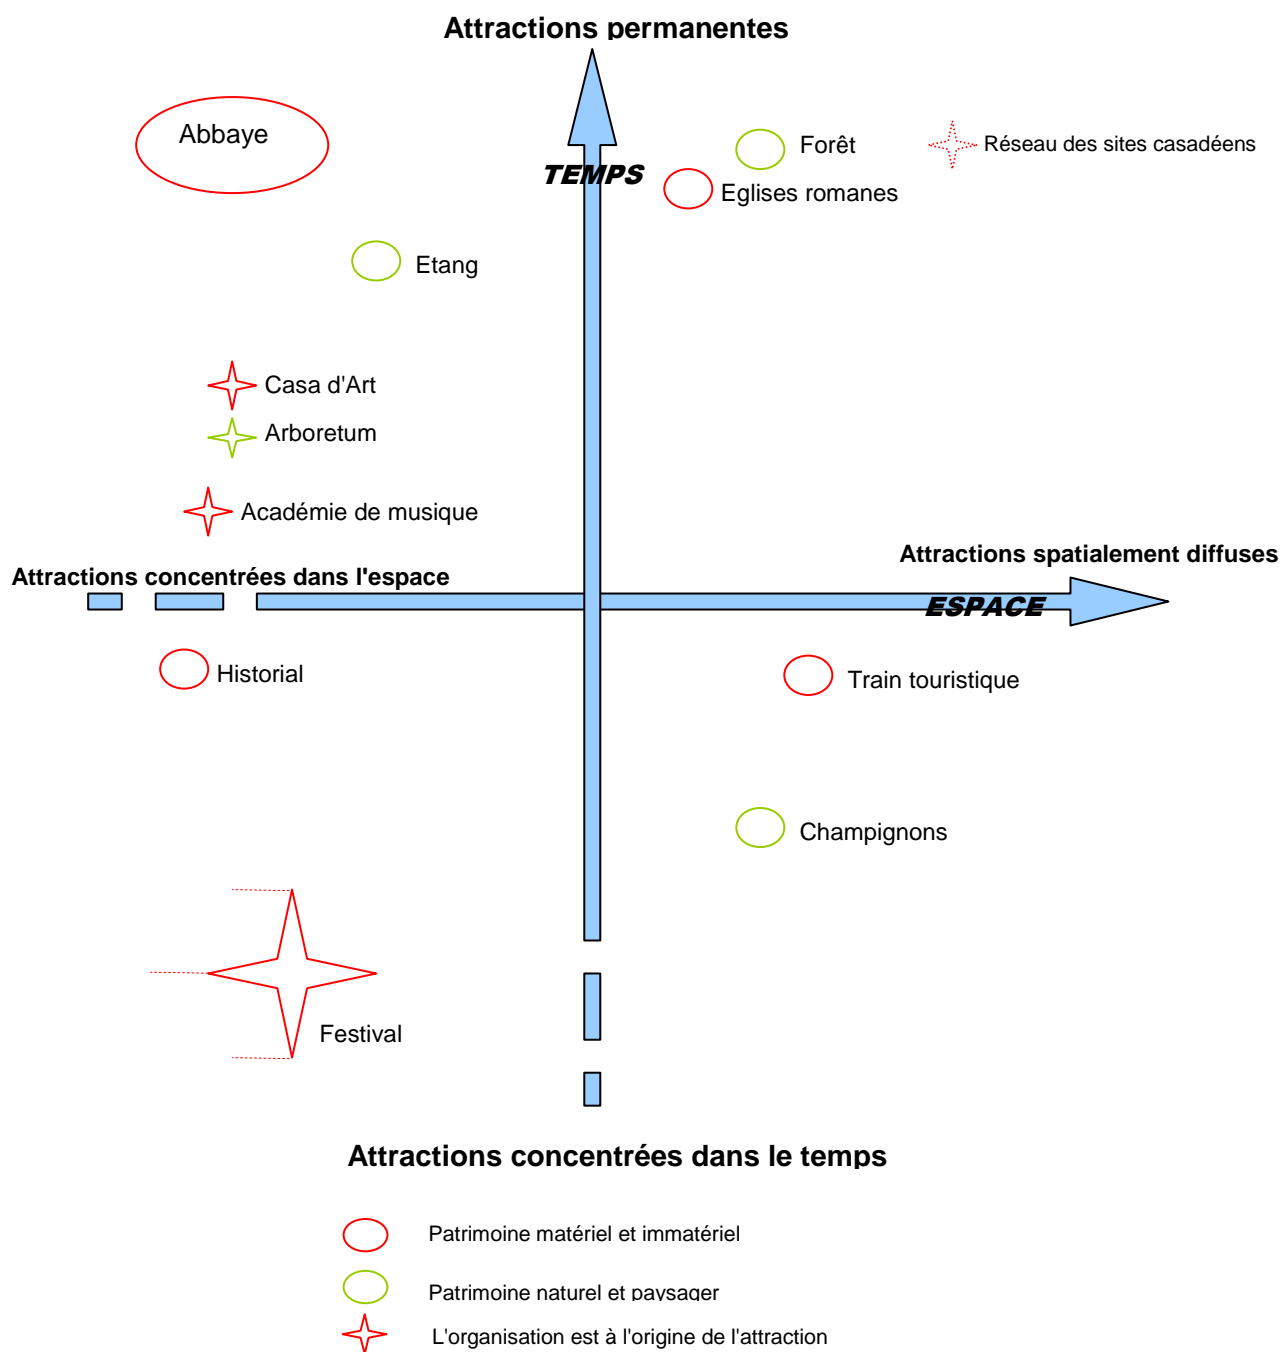 Attractions permanentes
Abbaye
Forêt
Réseau des sites casadéens
TEMPS
Eglises romanes
Etang
Casa d'Art
Arboretum
Académie de musique
Attractions spatialement diffuses
Attractions concentrées dans l'espace
ESPACE
Historial
Train touristique
Champignons
Festival
Attractions concentrées dans le temps
Patrimoine matériel et immatériel
Patrimoine naturel et paysager
L'organisation est à l'origine de l'attraction